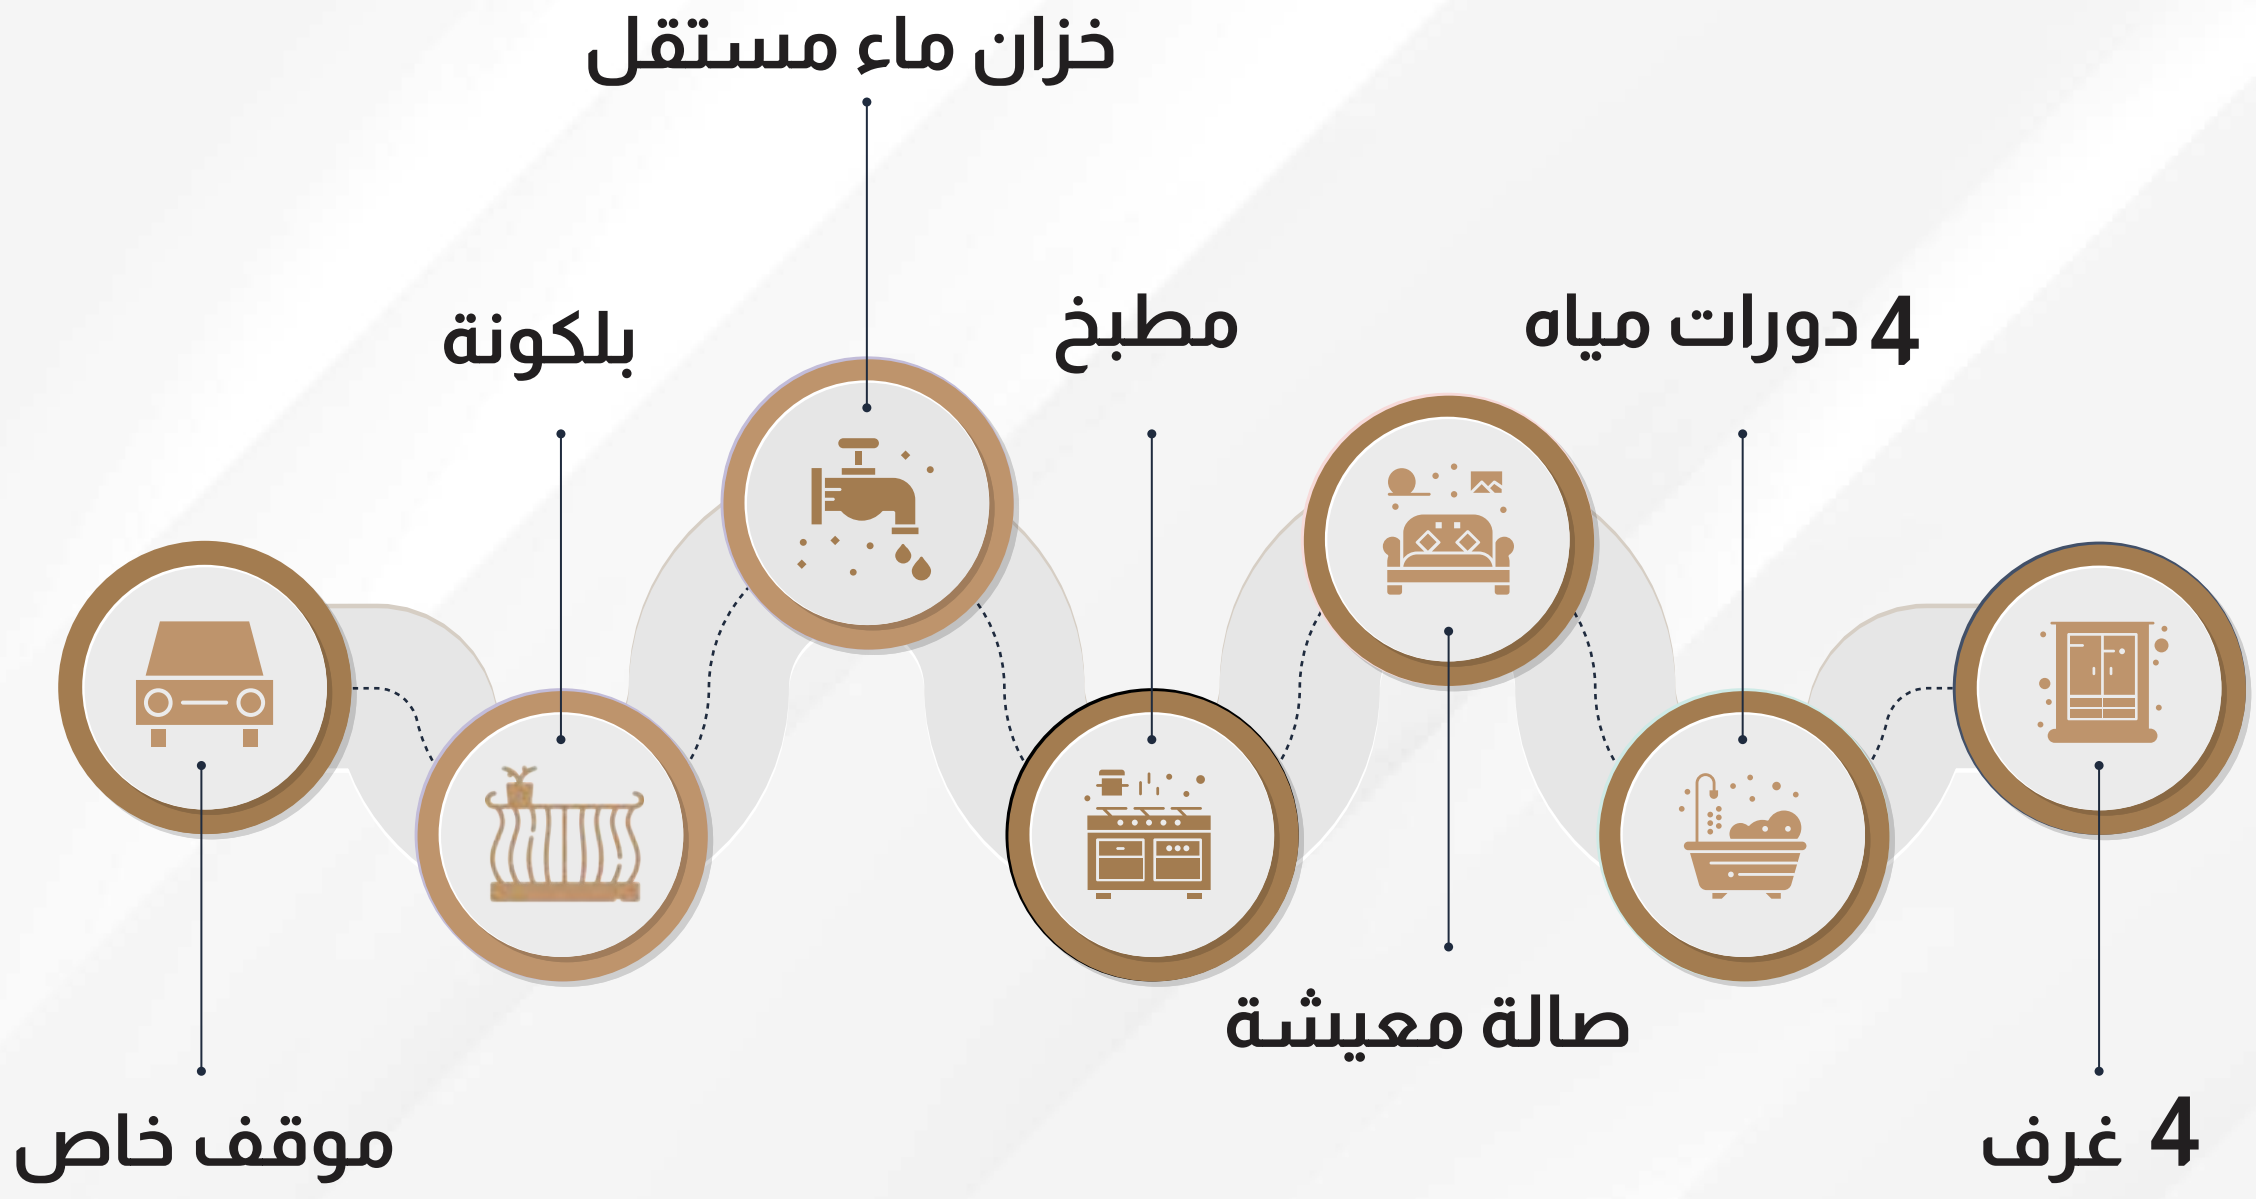 خزان ماء مستقل
4 دورات مياه
مطبخ
بلكونة
صالة معيشة
4 غرف
موقف خاص